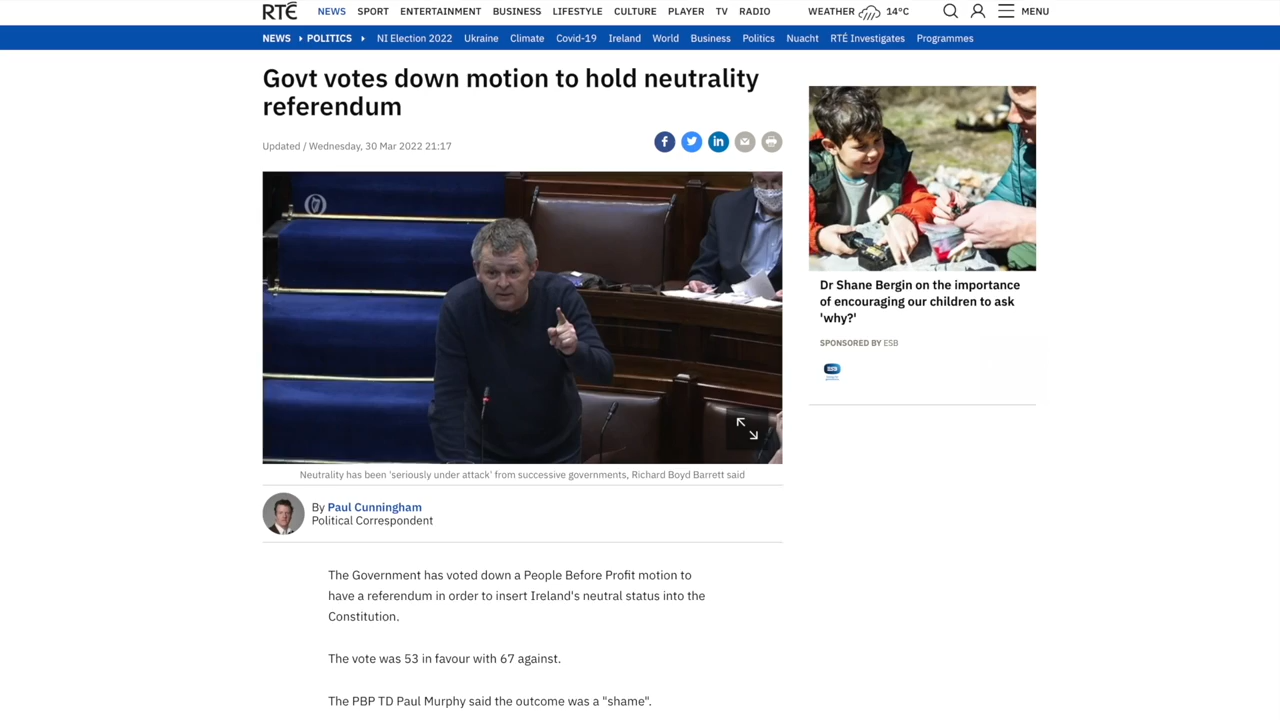 RTÉ NEWS SPORT ENTERTAINMENT BUSINESS LIFESTYLE CULTURE PLAYER TV RADIO WEATHER 14°C MENU
NEWS POLITICS NI Election 2022 Ukraine Climate Covid-19 Ireland World Business Politics Nuacht RTÉ Investigates Programmes
Govt votes down motion to hold neutrality
referendum
Updated / Wednesday, 30 Mar 2022 21:17
Neutrality has been 'seriously under attack' from successive governments, Richard Boyd Barrett said
By Paul Cunningham
Political Correspondent
The Government has voted down a People Before Profit motion to
have a referendum in order to insert Ireland's neutral status into the
Constitution.
The vote was 53 in favour with 67 against.
The PBP TD Paul Murphy said the outcome was a "shame".
Dr Shane Bergin on the importance
of encouraging our children to ask
'why?'
SPONSORED BY ESB
ESB